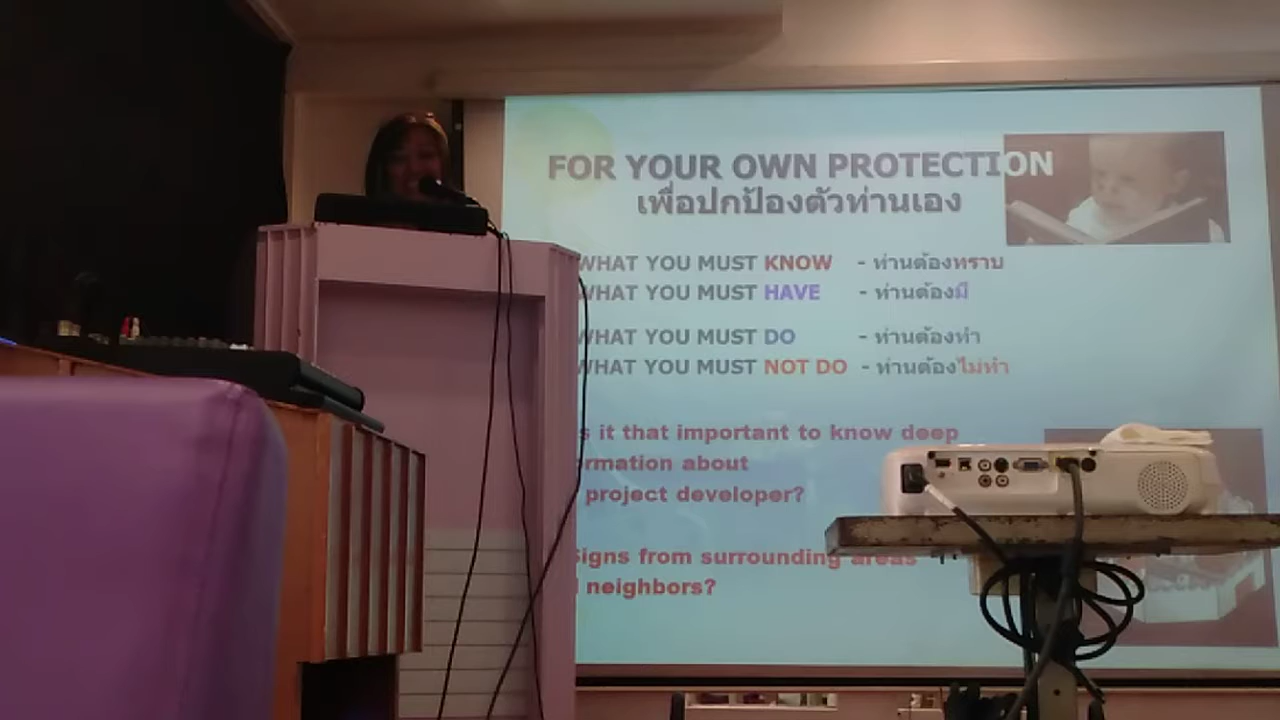 FOR YOUR OWN PROTECTION
เพื่อปกป้องตัวท่านเอง
WHAT YOU MUST KNOW - ท่านต้องทราบ
WHAT YOU MUST HAVE - ท่านต้องมี
WHAT YOU MUST DO - ท่านต้องทำ
WHAT YOU MUST NOT DO - ท่านต้องไม่ทำ
it that important to know deep
about
project developer?
Signs from surrounding areas
neighbors?